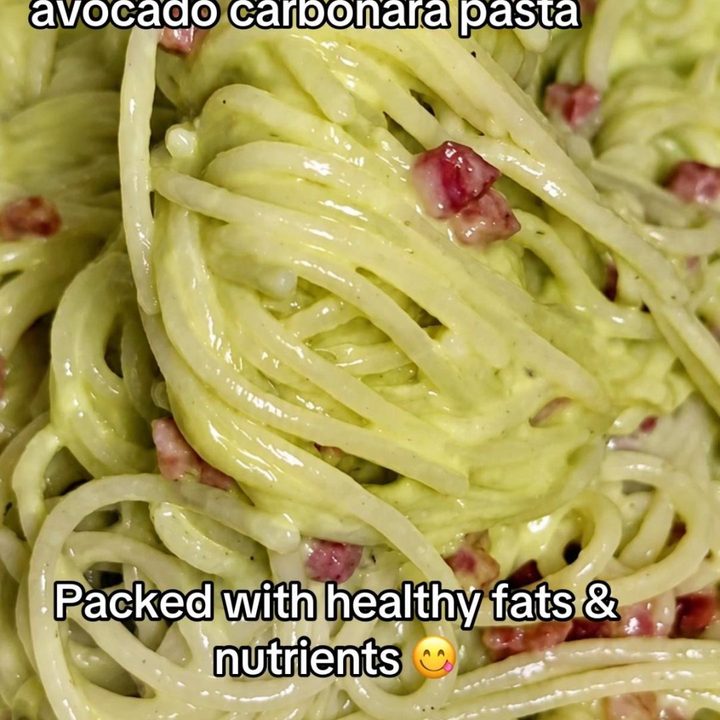 avocado carbonara pasta
Packed with healthy fats &
nutrients 😋